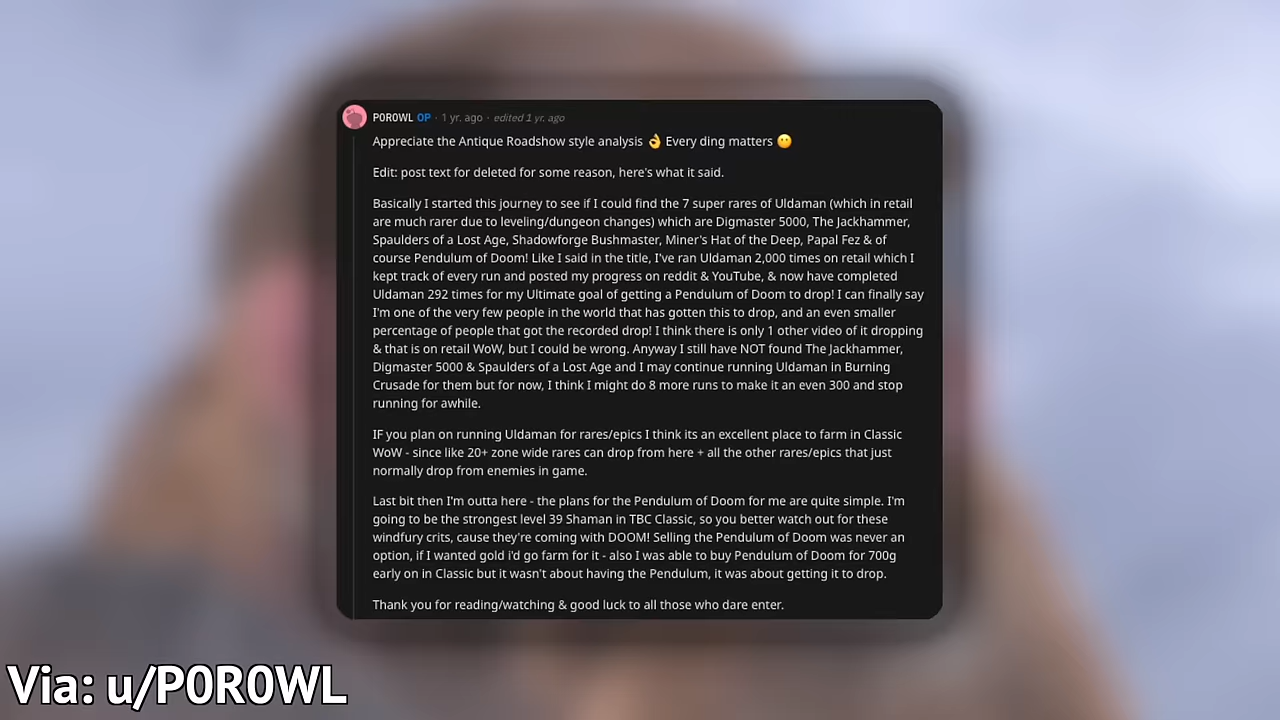 P0R0WL OP · 1 yr. ago · edited 1 yr. ago
Appreciate the Antique Roadshow style analysis 👌 Every ding matters 😶
Edit: post text for deleted for some reason, here's what it said.
Basically I started this journey to see if I could find the 7 super rares of Uldaman (which in retail
are much rarer due to leveling/dungeon changes) which are Digmaster 5000, The Jackhammer,
Spaulders of a Lost Age, Shadowforge Bushmaster, Miner's Hat of the Deep, Papal Fez & of
course Pendulum of Doom! Like I said in the title, I've ran Uldaman 2,000 times on retail which I
kept track of every run and posted my progress on reddit & YouTube, & now have completed
Uldaman 292 times for my Ultimate goal of getting a Pendulum of Doom to drop! I can finally say
I'm one of the very few people in the world that has gotten this to drop, and an even smaller
percentage of people that got the recorded drop! I think there is only 1 other video of it dropping
& that is on retail WoW, but I could be wrong. Anyway I still have NOT found The Jackhammer,
Digmaster 5000 & Spaulders of a Lost Age and I may continue running Uldaman in Burning
Crusade for them but for now, I think I might do 8 more runs to make it an even 300 and stop
running for awhile.
IF you plan on running Uldaman for rares/epics I think its an excellent place to farm in Classic
WoW - since like 20+ zone wide rares can drop from here + all the other rares/epics that just
normally drop from enemies in game.
Last bit then I'm outta here - the plans for the Pendulum of Doom for me are quite simple. I'm
going to be the strongest level 39 Shaman in TBC Classic, so you better watch out for these
windfury crits, cause they're coming with DOOM! Selling the Pendulum of Doom was never an
option, if I wanted gold i'd go farm for it - also I was able to buy Pendulum of Doom for 700g
early on in Classic but it wasn't about having the Pendulum, it was about getting it to drop.
Thank you for reading/watching & good luck to all those who dare enter.
Via: u/P0R0WL